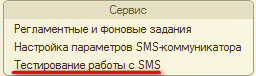 Сервис
Регламентные и фоновые задания
Настройка параметров SMS-коммуникатора
Тестирование работы с SMS